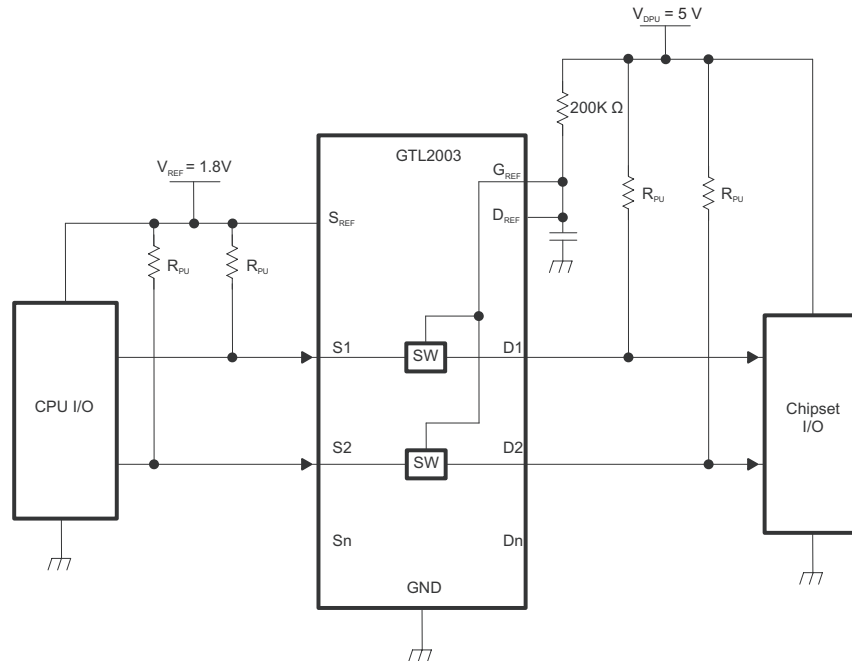 V_DPU = 5 V
200K Ω
GTL2003
V_REF = 1.8V
G_REF
D_REF
S_REF
R_PU
R_PU
R_PU
R_PU
S1
SW
D1
CPU I/O
Chipset
I/O
S2
SW
D2
Sn
Dn
GND